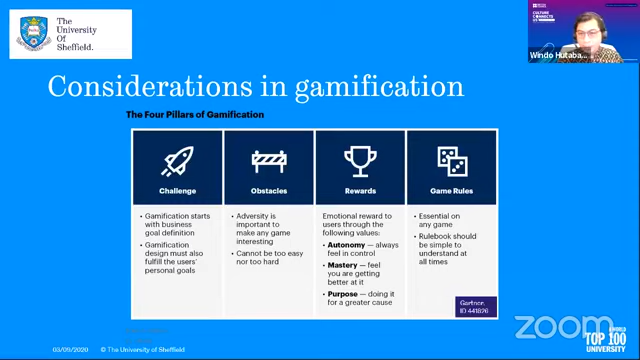 The
University
Of
Sheffield.
CULTURE
CONNECTS
Windo Hutaba...
Considerations in gamification
The Four Pillars of Gamification
Challenge
Obstacles
Rewards
Game Rules
• Gamification starts
with business
goal definition
• Gamification
design must also
fulfill the users'
personal goals
• Adversity is
important to
make any game
interesting
• Cannot be too easy
nor too hard
Emotional reward to
users through the
following values:
• Autonomy — always
feel in control
• Mastery — feel
you are getting
better at it
• Purpose — doing it
for a greater cause
• Essential on
any game
• Rulebook should
be simple to
understand at
all times
Gartner.
ID 441826
03/09/2020
© The University of Sheffield
zoom
A WORLD
TOP 100
UNIVERSITY